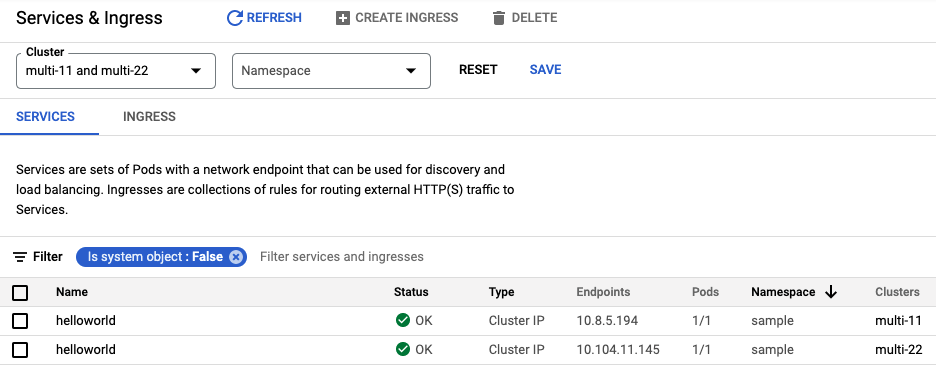 Services & Ingress REFRESH CREATE INGRESS DELETE
Cluster
multi-11 and multi-22 Namespace RESET SAVE
SERVICES INGRESS
Services are sets of Pods with a network endpoint that can be used for discovery and
load balancing. Ingresses are collections of rules for routing external HTTP(S) traffic to
Services.
Filter Is system object : False Filter services and ingresses
Name Status Type Endpoints Pods Namespace Clusters
helloworld OK Cluster IP 10.8.5.194 1/1 sample multi-11
helloworld OK Cluster IP 10.104.11.145 1/1 sample multi-22